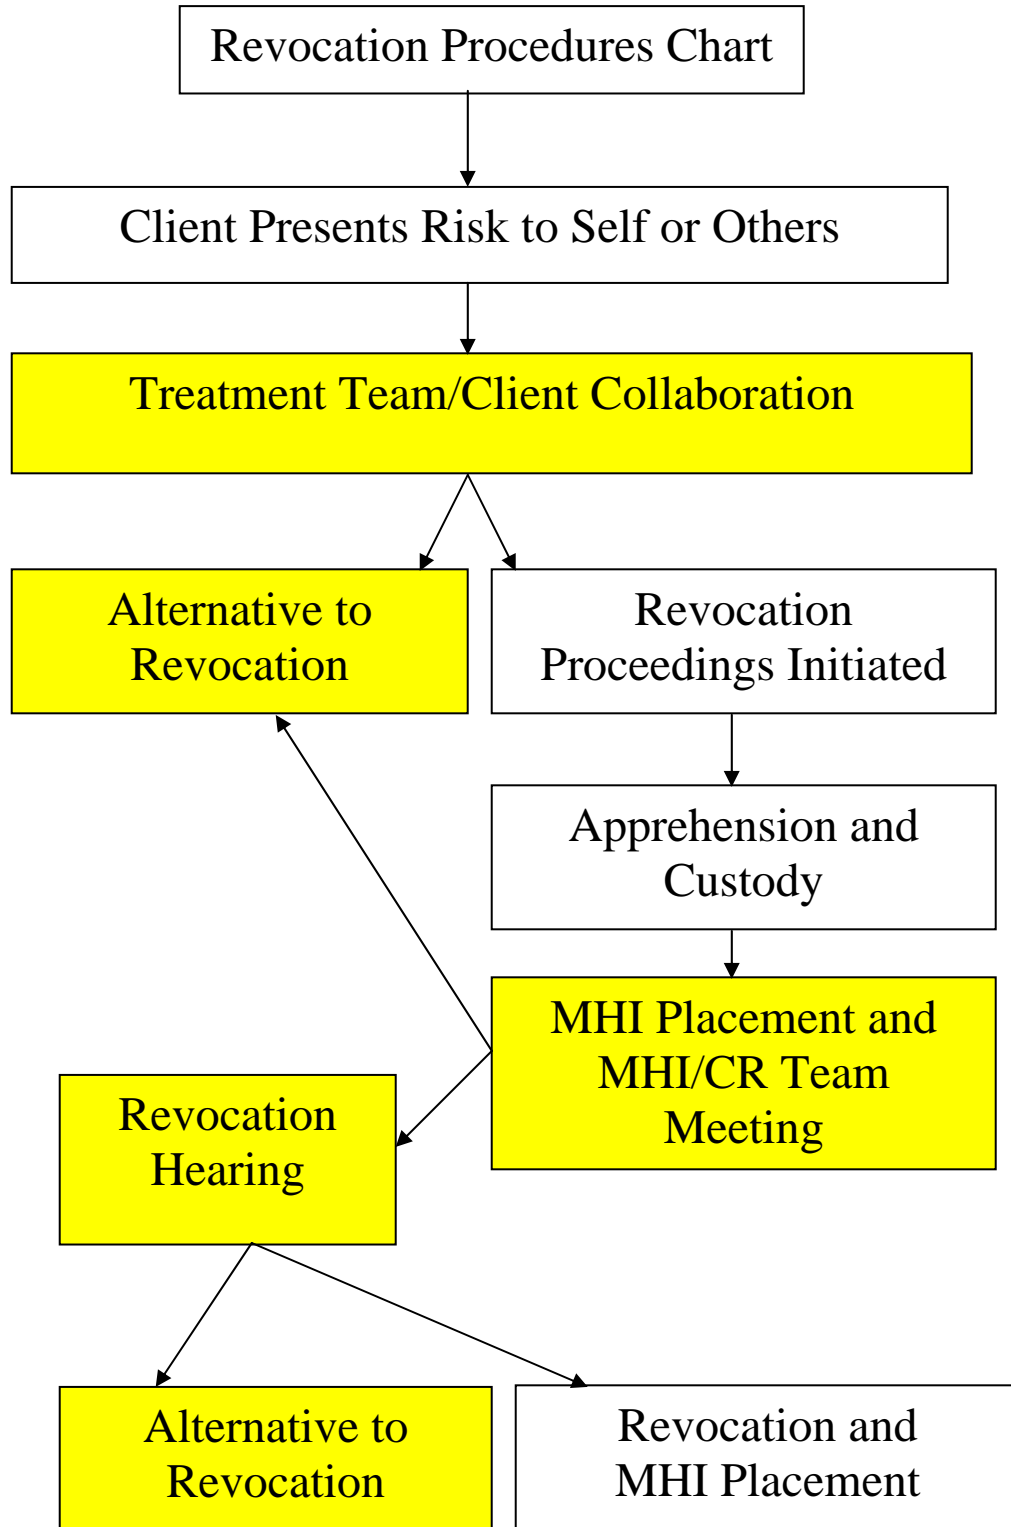 Revocation Procedures Chart
Client Presents Risk to Self or Others
Treatment Team/Client Collaboration
Alternative to
Revocation
Revocation
Proceedings Initiated
Apprehension and
Custody
MHI Placement and
MHI/CR Team
Meeting
Revocation
Hearing
Alternative to
Revocation
Revocation and
MHI Placement